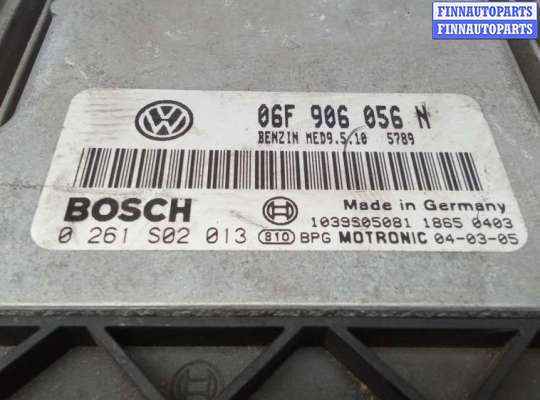 FINNAUTOPARTS
FINNAUTOPARTS
06F 906 056 N
BENZIN MED9.5.10 5789
BOSCH
Made in Germany
1039S05081 1865 0403
0 261 S02 013 810 BPG MOTRONIC 04-03-05